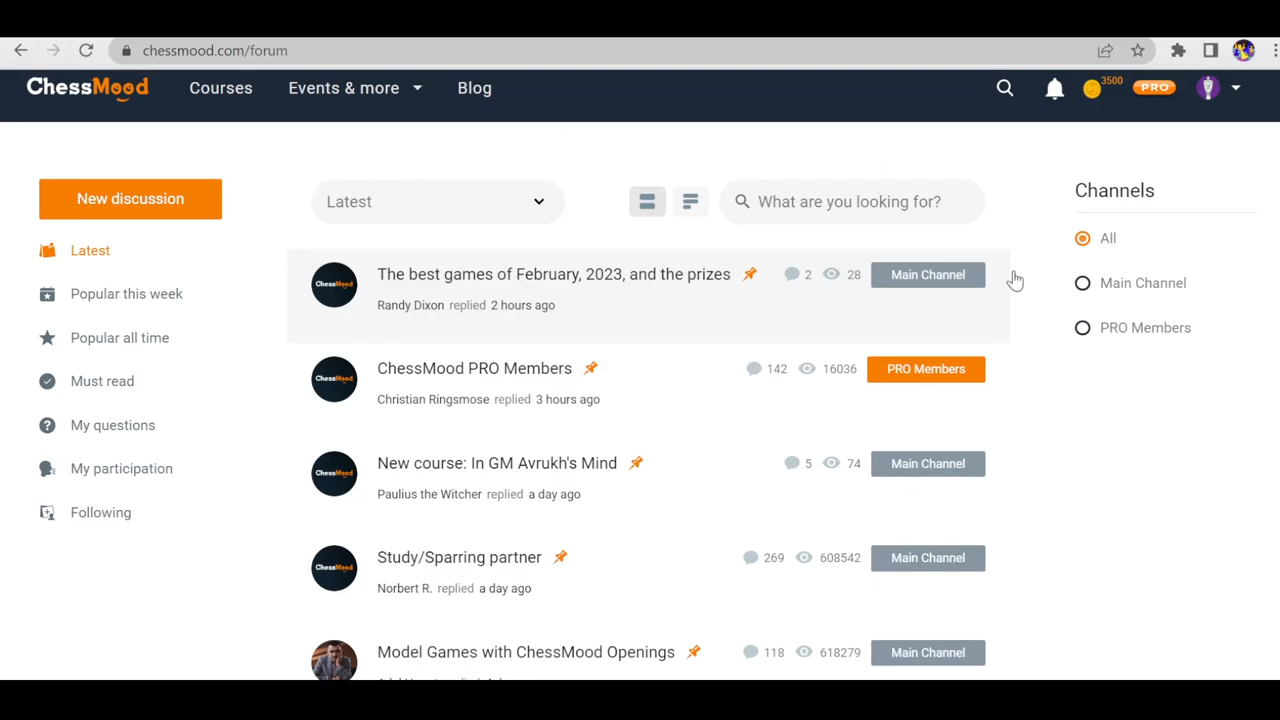 chessmood.com/forum
ChessMood Courses Events & more Blog 3500 PRO
New discussion
Latest
Popular this week
Popular all time
Must read
My questions
My participation
Following
Latest What are you looking for?
The best games of February, 2023, and the prizes 2 28 Main Channel
Randy Dixon replied 2 hours ago
ChessMood PRO Members 142 16036 PRO Members
Christian Ringsmose replied 3 hours ago
New course: In GM Avrukh's Mind 5 74 Main Channel
Paulius the Witcher replied a day ago
Study/Sparring partner 269 608542 Main Channel
Norbert R. replied a day ago
Model Games with ChessMood Openings 118 618279 Main Channel
Channels
All
Main Channel
PRO Members